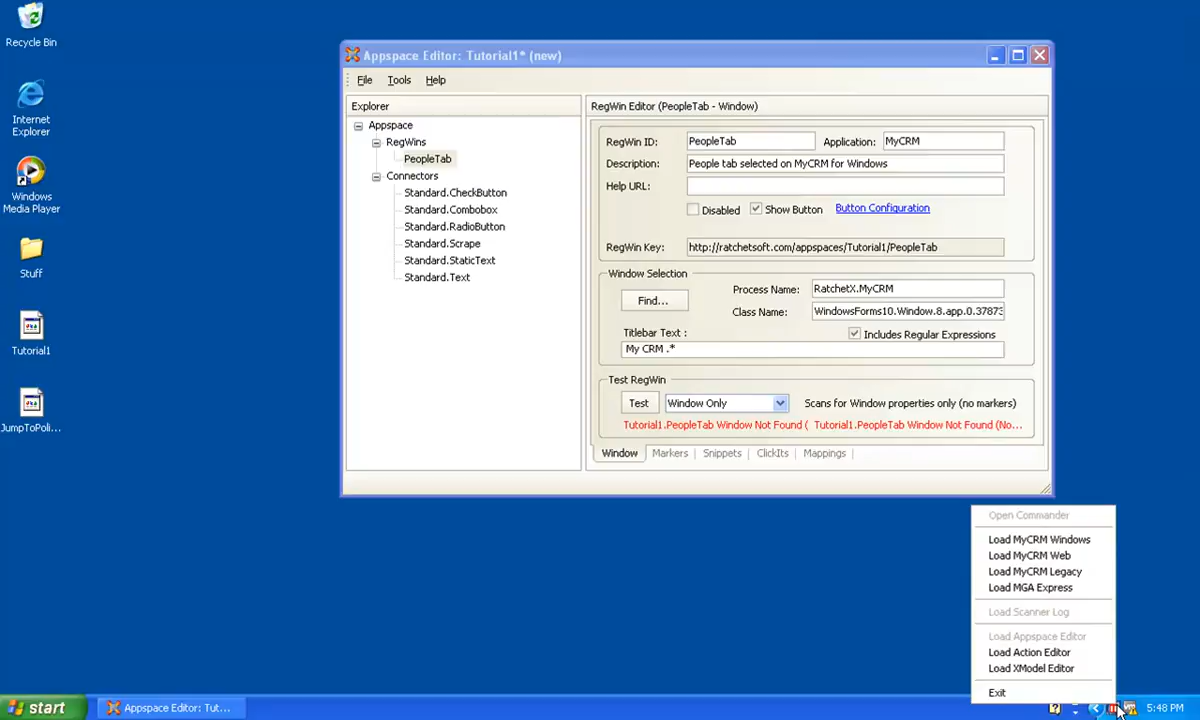 Recycle Bin
Internet
Explorer
Windows
Media Player
Stuff
Tutorial1
JumpToPoli...
Appspace Editor: Tutorial1* (new)
File Tools Help
Explorer
Appspace
RegWins
PeopleTab
Connectors
Standard.CheckButton
Standard.Combobox
Standard.RadioButton
Standard.Scrape
Standard.StaticText
Standard.Text
RegWin Editor (PeopleTab - Window)
RegWin ID: PeopleTab Application: MyCRM
Description: People tab selected on MyCRM for Windows
Help URL:
Disabled Show Button Button Configuration
RegWin Key: http://ratchetsoft.com/appspaces/Tutorial1/PeopleTab
Window Selection
Find... Process Name: RatchetX.MyCRM
Class Name: WindowsForms10.Window.8.app.0.37873
Titlebar Text : Includes Regular Expressions
My CRM .*
Test RegWin
Test Window Only Scans for Window properties only (no markers)
Tutorial1.PeopleTab Window Not Found ( Tutorial1.PeopleTab Window Not Found (No...
Window Markers Snippets ClickIts Mappings
Open Commander
Load MyCRM Windows
Load MyCRM Web
Load MyCRM Legacy
Load MGA Express
Load Scanner Log
Load Appspace Editor
Load Action Editor
Load XModel Editor
Exit
start Appspace Editor: Tut... 5:48 PM